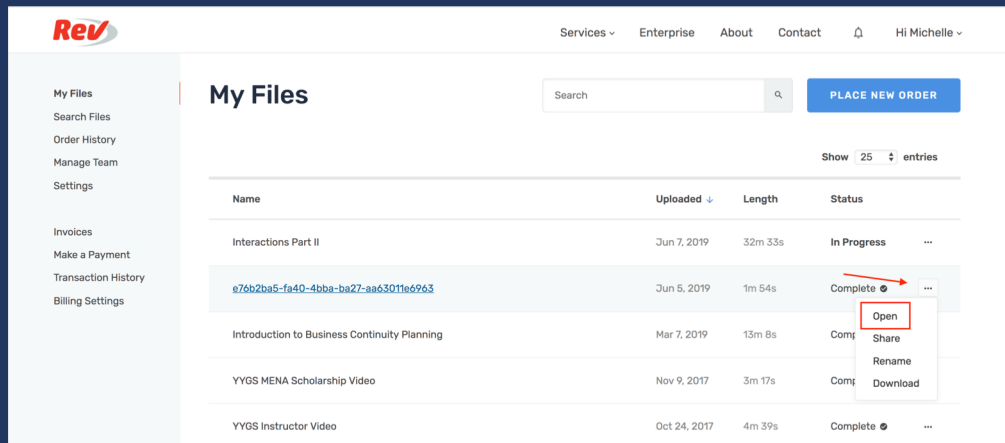 Rev
Services Enterprise About Contact Hi Michelle
My Files
Search Files
Order History
Manage Team
Settings
Invoices
Make a Payment
Transaction History
Billing Settings
My Files
Search
PLACE NEW ORDER
Show 25 entries
Name Uploaded ↓ Length Status
Interactions Part II Jun 7, 2019 32m 33s In Progress ...
e76b2ba5-fa40-4bba-ba27-aa63011e6963 Jun 5, 2019 1m 54s Complete ...
Open
Share
Rename
Download
Introduction to Business Continuity Planning Mar 7, 2019 13m 8s Comp
YYGS MENA Scholarship Video Nov 9, 2017 3m 17s Comp
YYGS Instructor Video Oct 24, 2017 4m 39s Complete ...